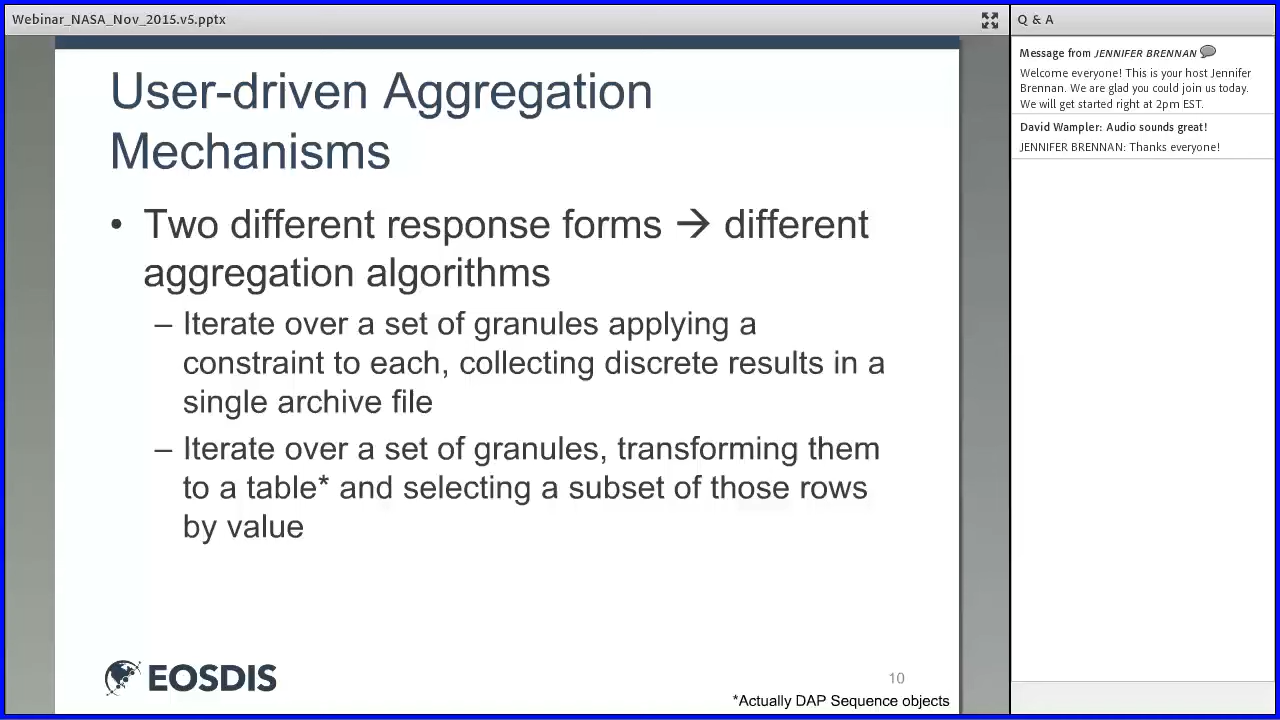 Webinar_NASA_Nov_2015.v5.pptx
User-driven Aggregation
Mechanisms
• Two different response forms → different
aggregation algorithms
– Iterate over a set of granules applying a
constraint to each, collecting discrete results in a
single archive file
– Iterate over a set of granules, transforming them
to a table* and selecting a subset of those rows
by value
EOSDIS
10
*Actually DAP Sequence objects
Q & A
Message from JENNIFER BRENNAN
Welcome everyone! This is your host Jennifer
Brennan. We are glad you could join us today.
We will get started right at 2pm EST.
David Wampler: Audio sounds great!
JENNIFER BRENNAN: Thanks everyone!